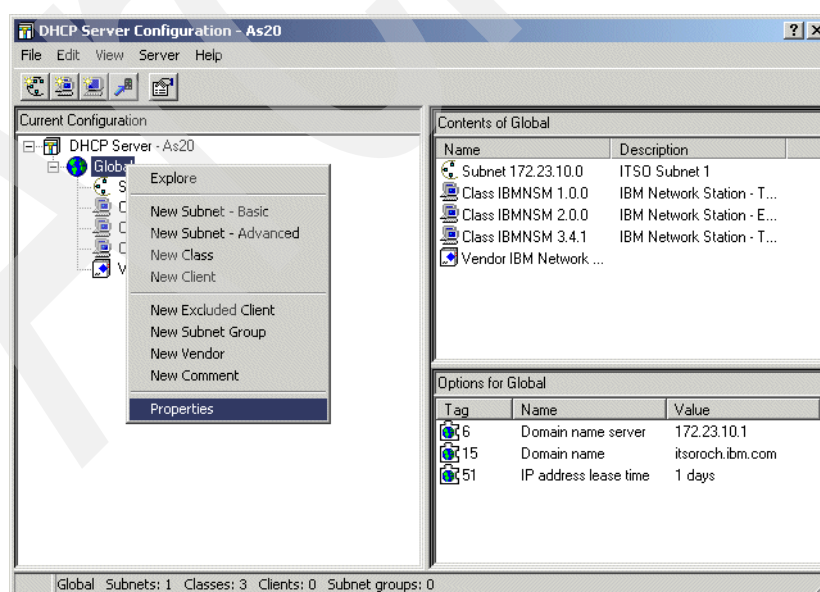 DHCP Server Configuration - As20
File Edit View Server Help
Current Configuration
DHCP Server - As20
Global
S
C
C
C
V
Explore
New Subnet - Basic
New Subnet - Advanced
New Class
New Client
New Excluded Client
New Subnet Group
New Vendor
New Comment
Properties
Contents of Global
Name Description
Subnet 172.23.10.0 ITSO Subnet 1
Class IBMNSM 1.0.0 IBM Network Station - T...
Class IBMNSM 2.0.0 IBM Network Station - E...
Class IBMNSM 3.4.1 IBM Network Station - T...
Vendor IBM Network ...
Options for Global
Tag Name Value
6 Domain name server 172.23.10.1
15 Domain name itsoroch.ibm.com
51 IP address lease time 1 days
Global Subnets: 1 Classes: 3 Clients: 0 Subnet groups: 0